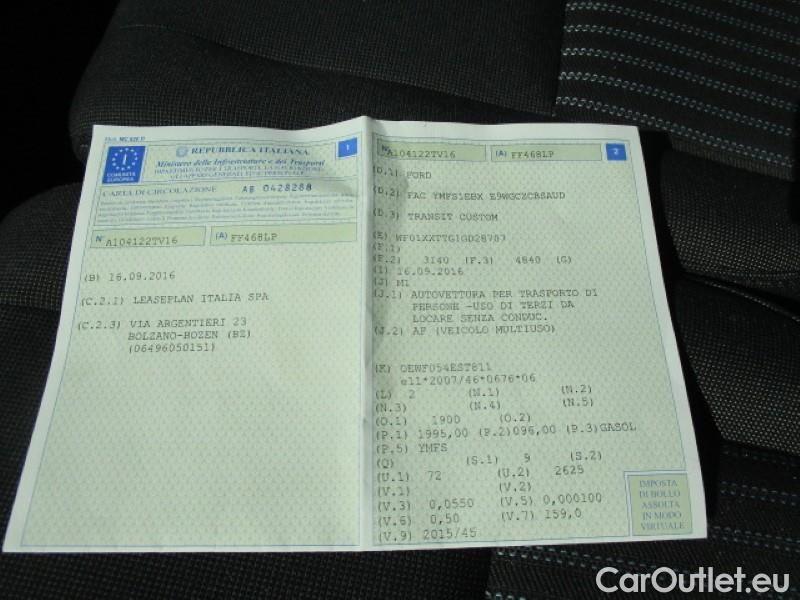 Mod. MC 820 F
REPUBBLICA ITALIANA
1
Ministero delle Infrastrutture e dei Trasporti
COMUNITÀ
EUROPEA
CARTA DI CIRCOLAZIONE AB 0428288
N° A104122TV16 (A) FF468LP
(B) 16.09.2016
(C.2.1) LEASEPLAN ITALIA SPA
(C.2.3) VIA ARGENTIERI 23
BOLZANO-BOZEN (BZ)
(06496050151)
N° A104122TV16 (A) FF468LP 2
(D.1) FORD
(D.2) FAC YMFS1EBX E9WGCZCBSAUD
(D.3) TRANSIT CUSTOM
(E) WF01XXTTG1GD28707
(F.1)
(F.2) 3140 (F.3) 4840 (G)
(I) 16.09.2016
(J) M1
(J.1) AUTOVETTURA PER TRASPORTO DI
PERSONE -USO DI TERZI DA
LOCARE SENZA CONDUC.
(J.2) AF (VEICOLO MULTIUSO)
(K) OEWF054EST811
e11*2007/46*0676*06
(L) 2 (N.1) (N.2)
(N.3) (N.4) (N.5)
(O.1) 1900 (O.2)
(P.1) 1995,00 (P.2)096,00 (P.3)GASOL
(P.5) YMFS
(Q) (S.1) 9 (S.2)
(U.1) 72 (U.2) 2625
(V.1) (V.2)
(V.3) 0,0550 (V.5) 0,000100
(V.6) 0,50 (V.7) 159,0
(V.9) 2015/45
IMPOSTA
DI BOLLO
ASSOLTA
IN MODO
VIRTUALE
CarOutlet.eu